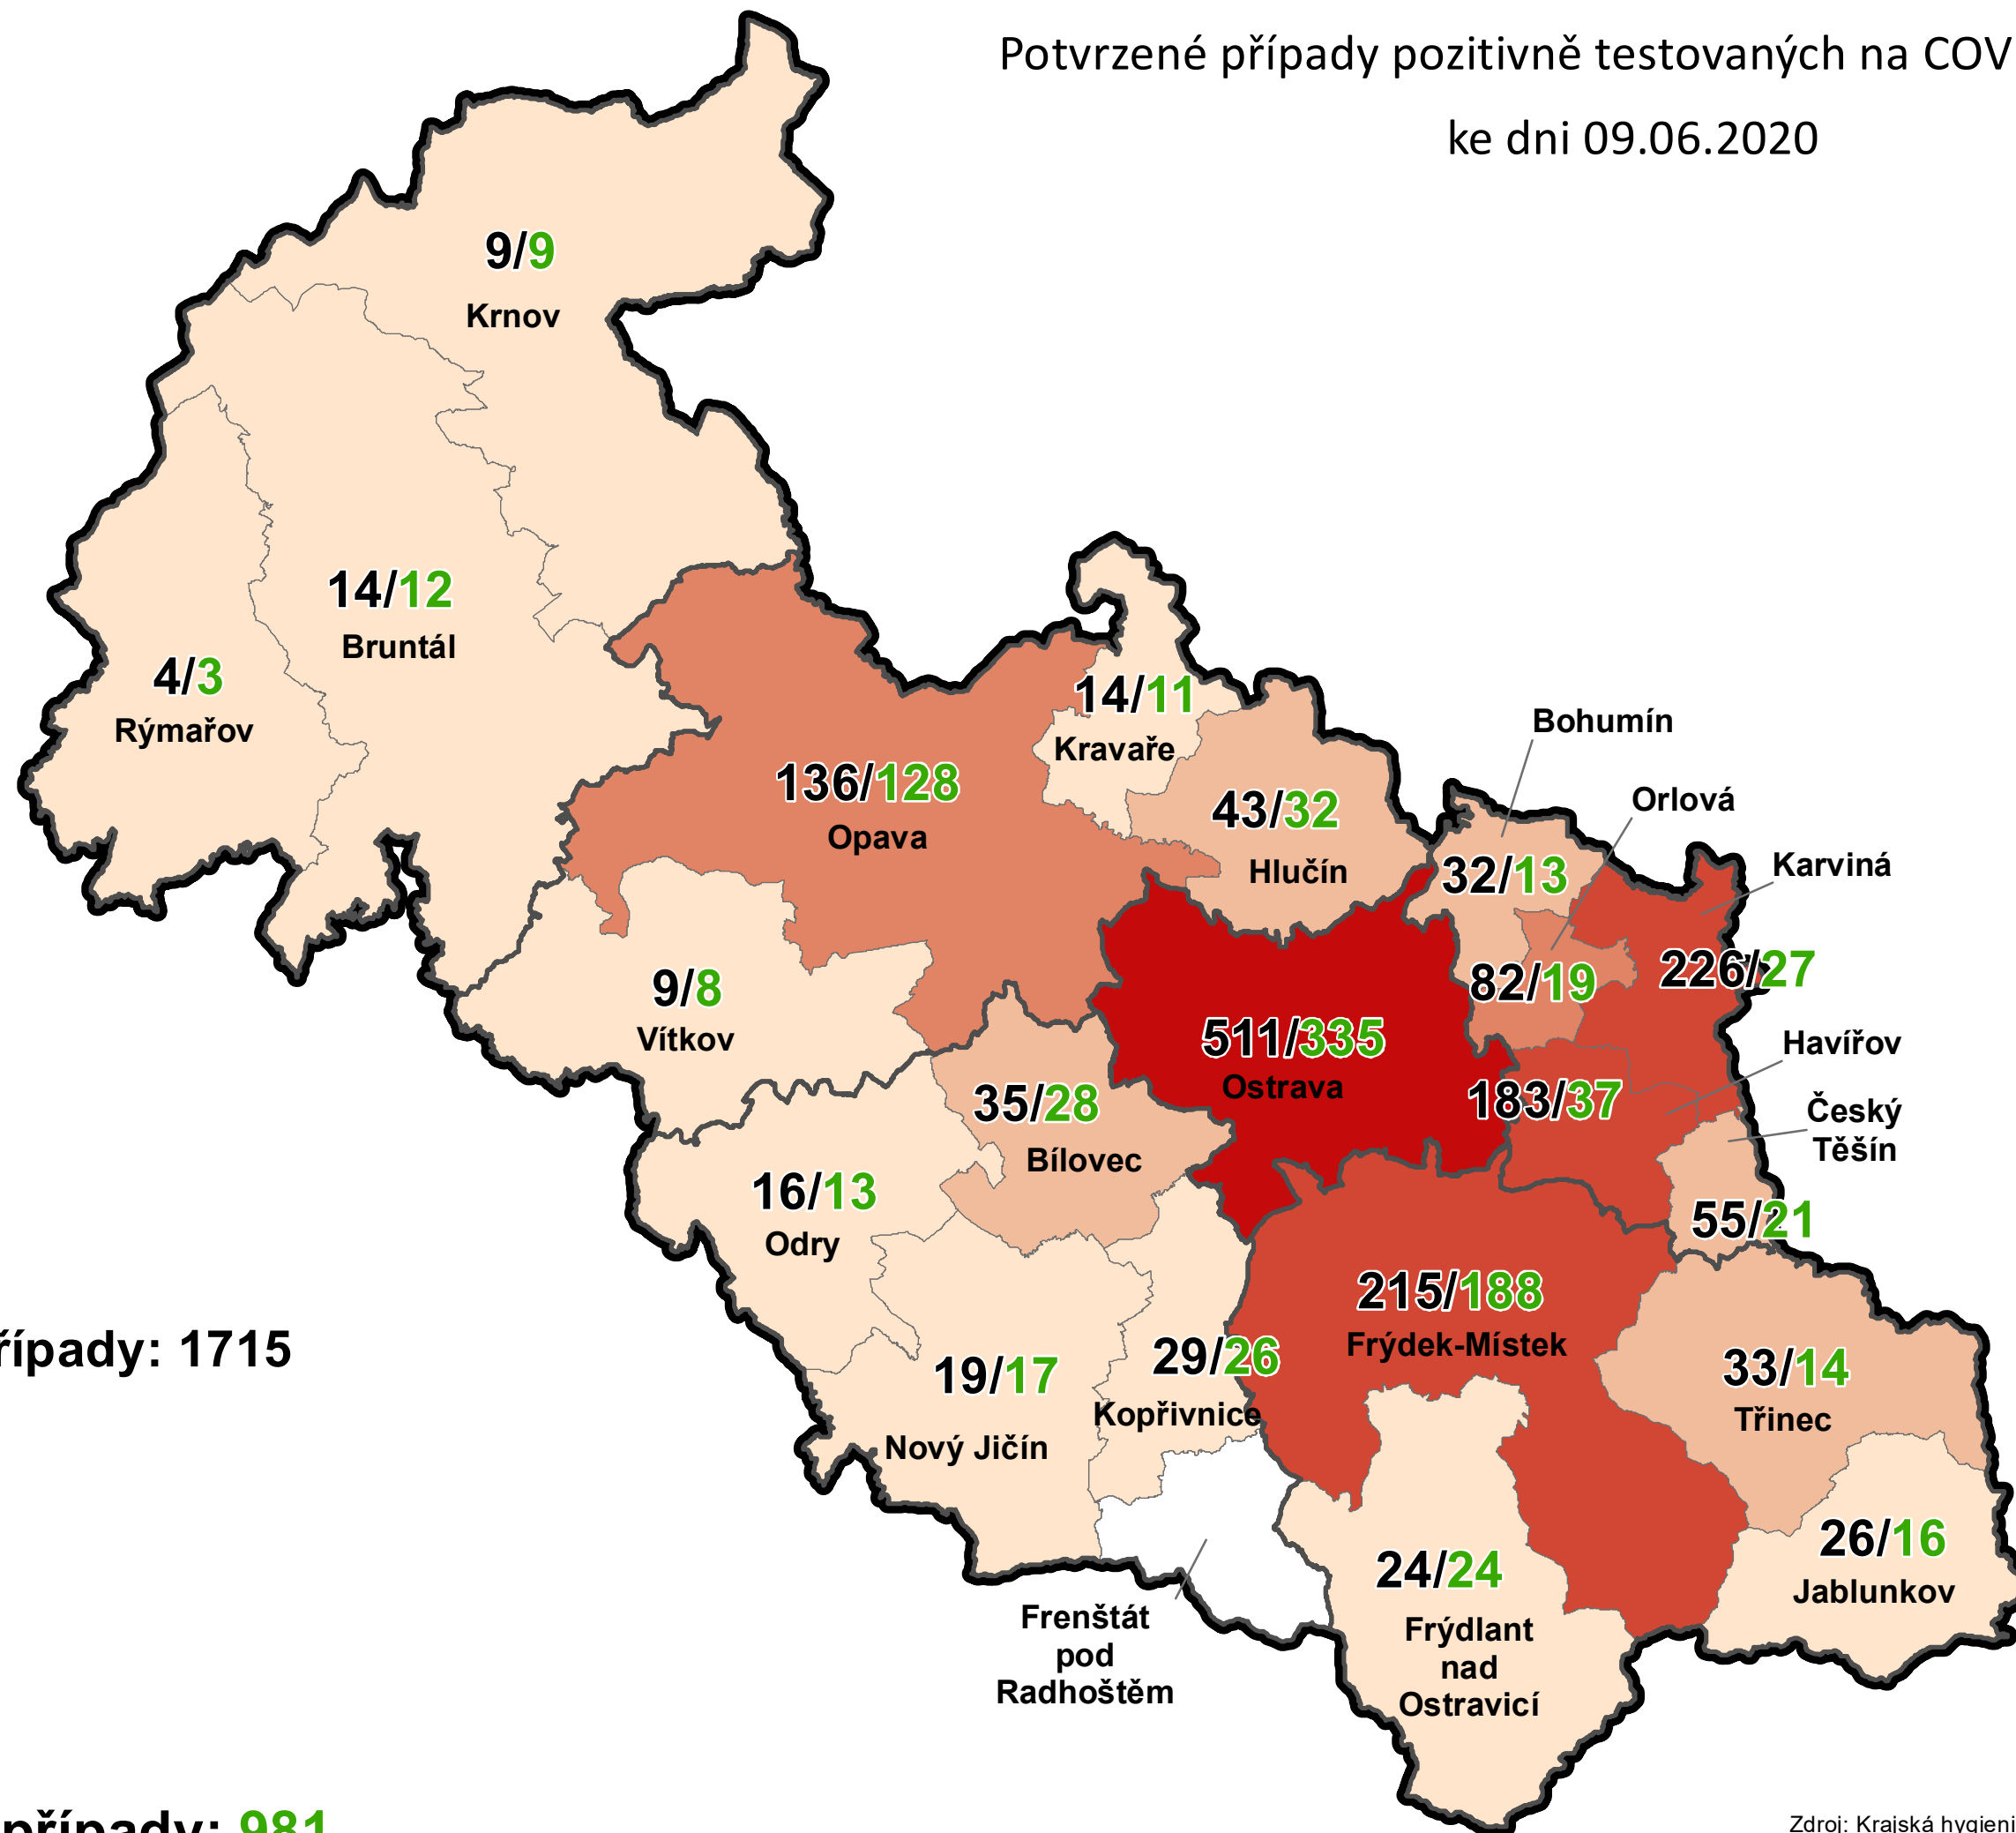 Potvrzené případy pozitivně testovaných na COV
ke dni 09.06.2020
9/9
Krnov
14/12
Bruntál
4/3
Rýmařov
14/11
Kravaře
136/128
Opava
43/32
Hlučín
Bohumín
32/13
Orlová
82/19
Karviná
226/27
Havířov
183/37
Český
Těšín
55/21
9/8
Vítkov
511/335
Ostrava
35/28
Bílovec
16/13
Odry
215/188
Frýdek-Místek
29/26
Kopřivnice
19/17
Nový Jičín
33/14
Třinec
26/16
Jablunkov
24/24
Frýdlant
nad
Ostravicí
Frenštát
pod
Radhoštěm
řípady: 1715
případy: 981
Zdroj: Krajská hygieni